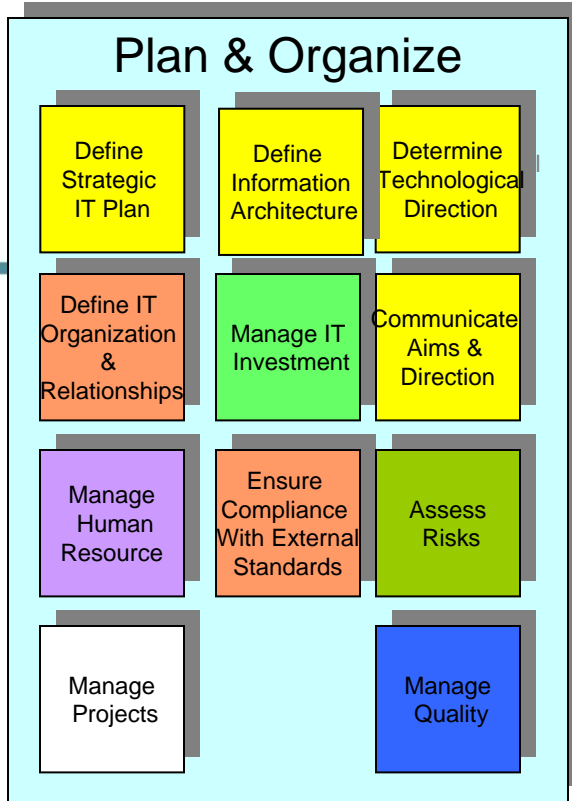 Plan & Organize
Define
Strategic
IT Plan
Define
Information
Architecture
Determine
Technological
Direction
Define IT
Organization
&
Relationships
Manage IT
Investment
Communicate
Aims &
Direction
Manage
Human
Resource
Ensure
Compliance
With External
Standards
Assess
Risks
Manage
Projects
Manage
Quality